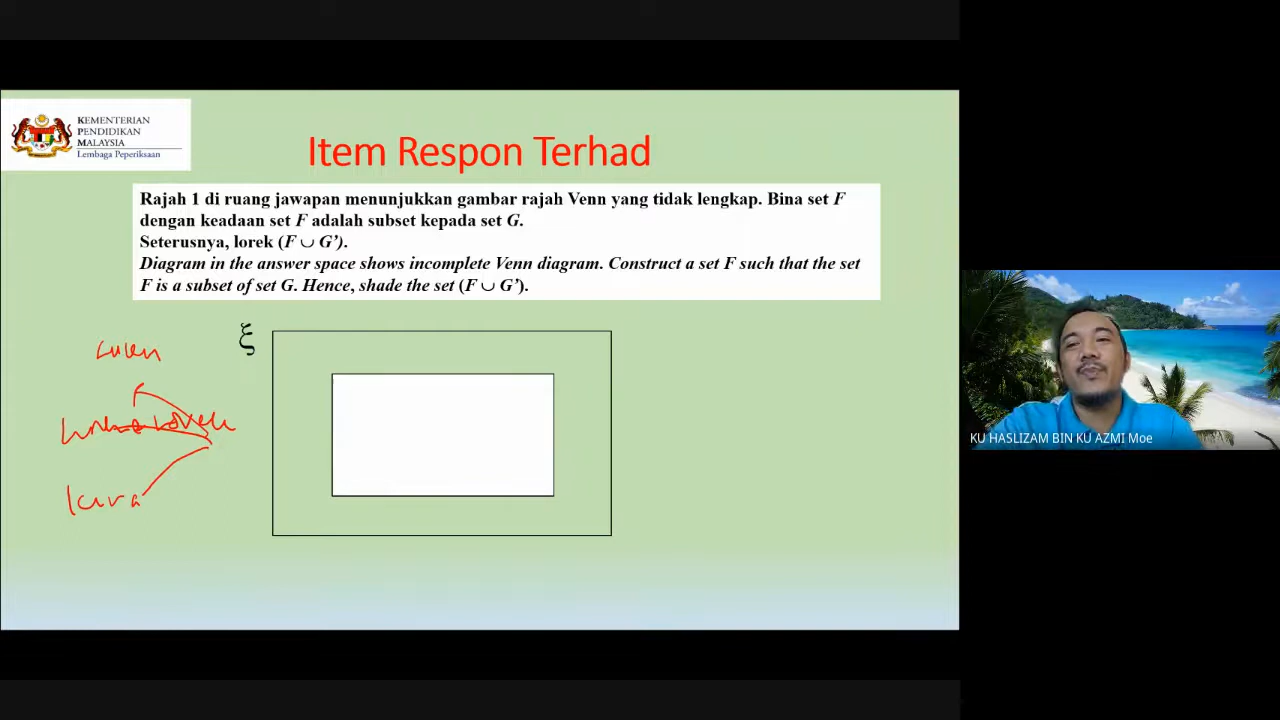 KEMENTERIAN
PENDIDIKAN
MALAYSIA
Lembaga Peperiksaan
Item Respon Terhad
Rajah 1 di ruang jawapan menunjukkan gambar rajah Venn yang tidak lengkap. Bina set F
dengan keadaan set F adalah subset kepada set G.
Seterusnya, lorek (F ∪ G’).
Diagram in the answer space shows incomplete Venn diagram. Construct a set F such that the set
F is a subset of set G. Hence, shade the set (F ∪ G’).
ξ
KU HASLIZAM BIN KU AZMI Moe